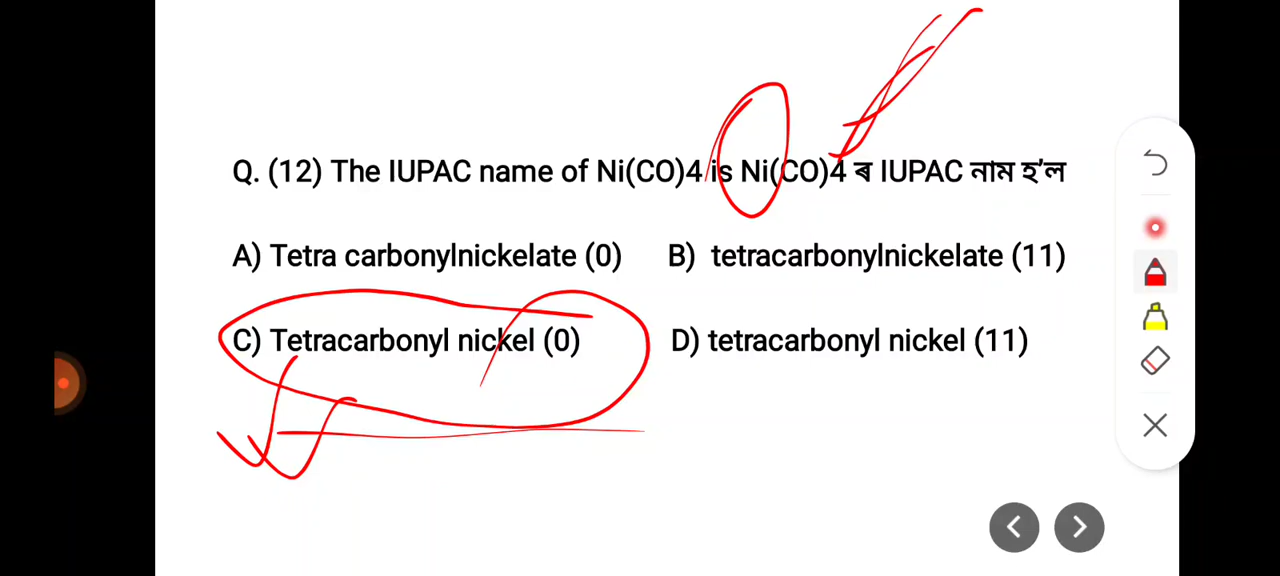 Q. (12) The IUPAC name of Ni(CO)4 is Ni(CO)4 ৰ IUPAC নাম হ'ল
A) Tetra carbonylnickelate (0) B) tetracarbonylnickelate (11)
C) Tetracarbonyl nickel (0) D) tetracarbonyl nickel (11)